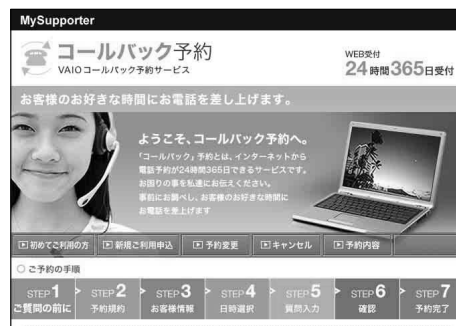 MySupporter
コールバック予約
VAIOコールバック予約サービス
WEB受付
24時間365日受付
お客様のお好きな時間にお電話を差し上げます。
ようこそ、コールバック予約へ。
「コールバック」予約とは、インターネットから
電話予約が24時間365日できるサービスです。
お困りの事を私達にお伝えください。
事前にお調べし、お客様のお好きな時間に
お電話を差し上げます
初めてご利用の方 新規ご利用申込 予約変更 キャンセル 予約内容
○ ご予約の手順
STEP1 > STEP2 > STEP3 > STEP4 > STEP5 > STEP6 > STEP7
ご質問の前に 予約規約 お客様情報 日時選択 質問入力 確認 予約完了